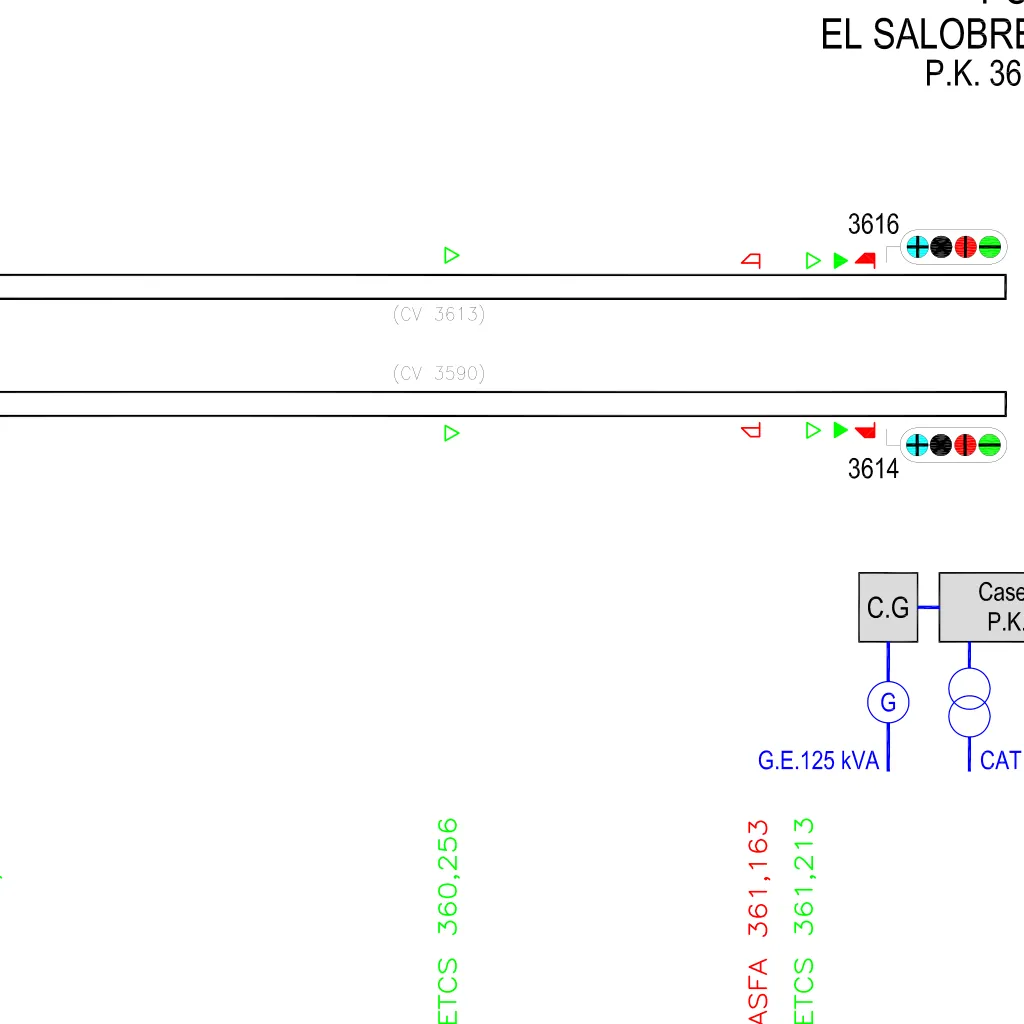 EL SALOBRE
P.K. 36
3616
(CV 3613)
(CV 3590)
3614
C.G
Case
P.K.
G
G.E.125 kVA
CAT
ETCS 360,256
ASFA 361,163
ETCS 361,213